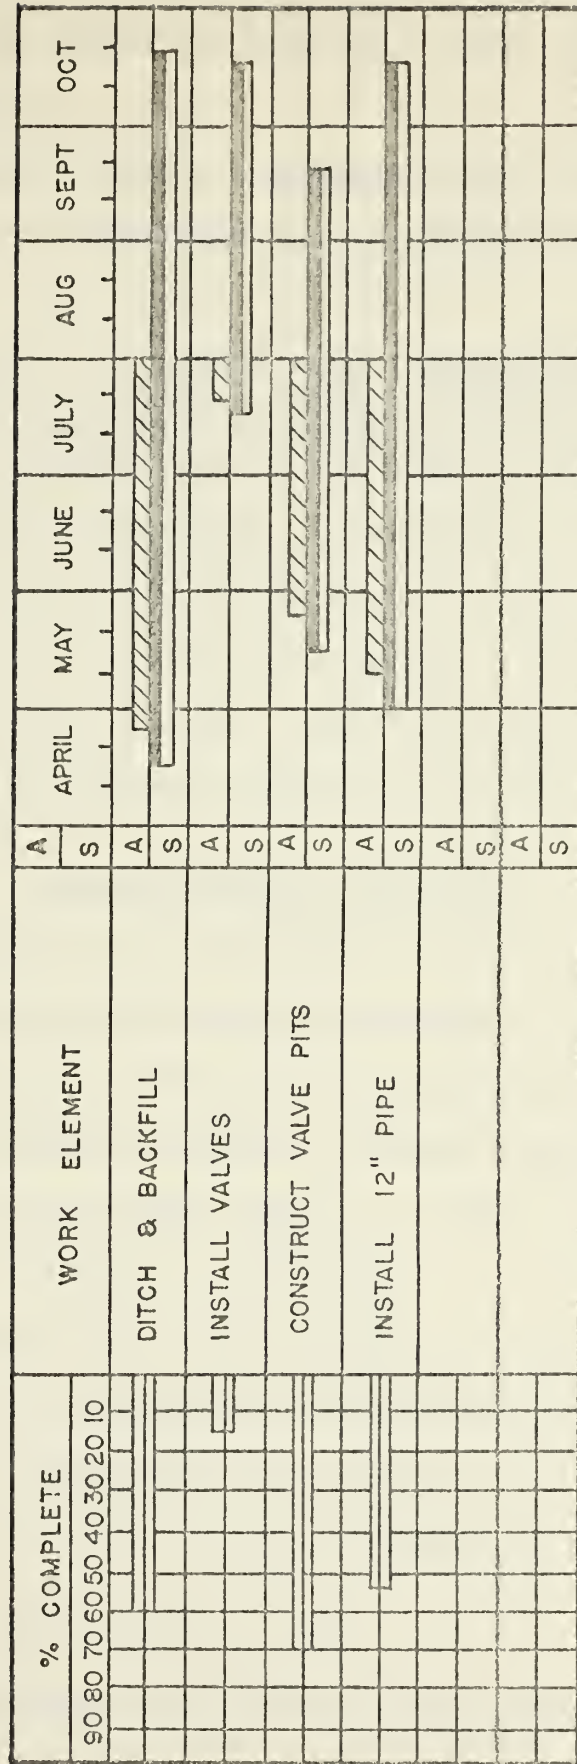 % COMPLETE WORK ELEMENT A APRIL MAY JUNE JULY AUG SEPT OCT
90 80 70 60 50 40 30 20 10 S
DITCH & BACKFILL A
S
INSTALL VALVES A
S
CONSTRUCT VALVE PITS A
S
INSTALL 12" PIPE A
S
A
S
A
S